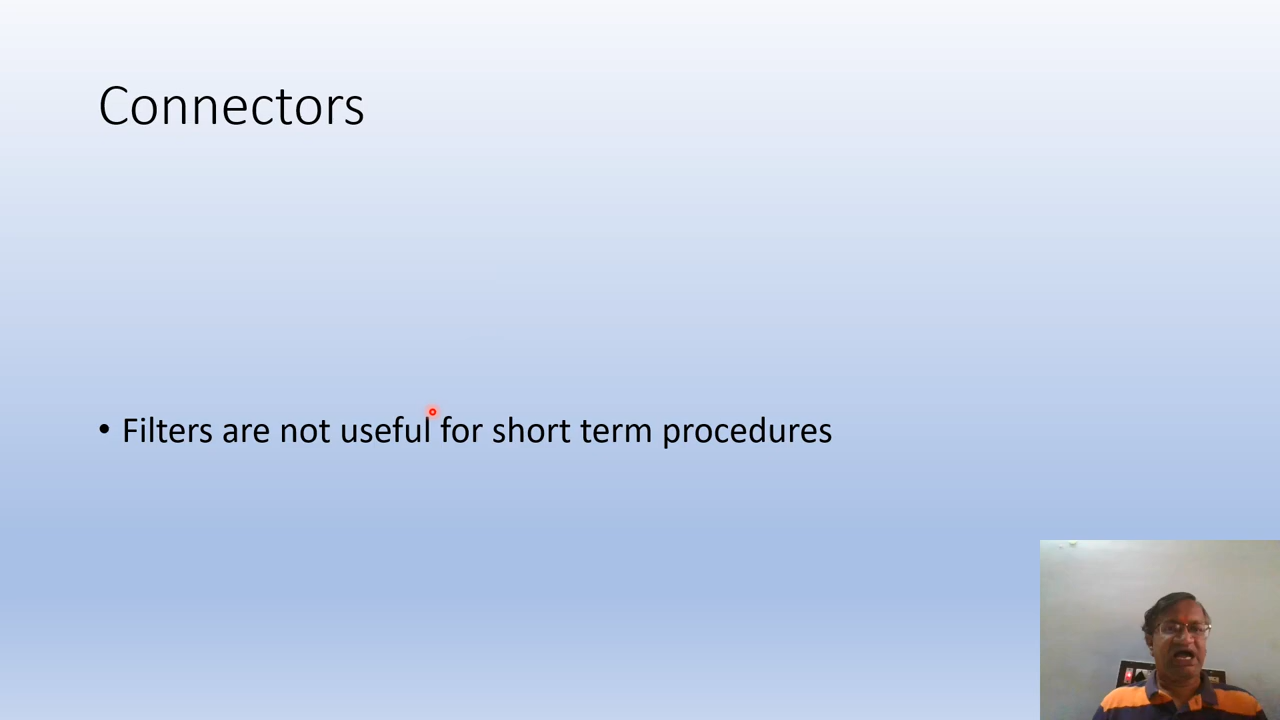 Connectors
• Filters are not useful for short term procedures